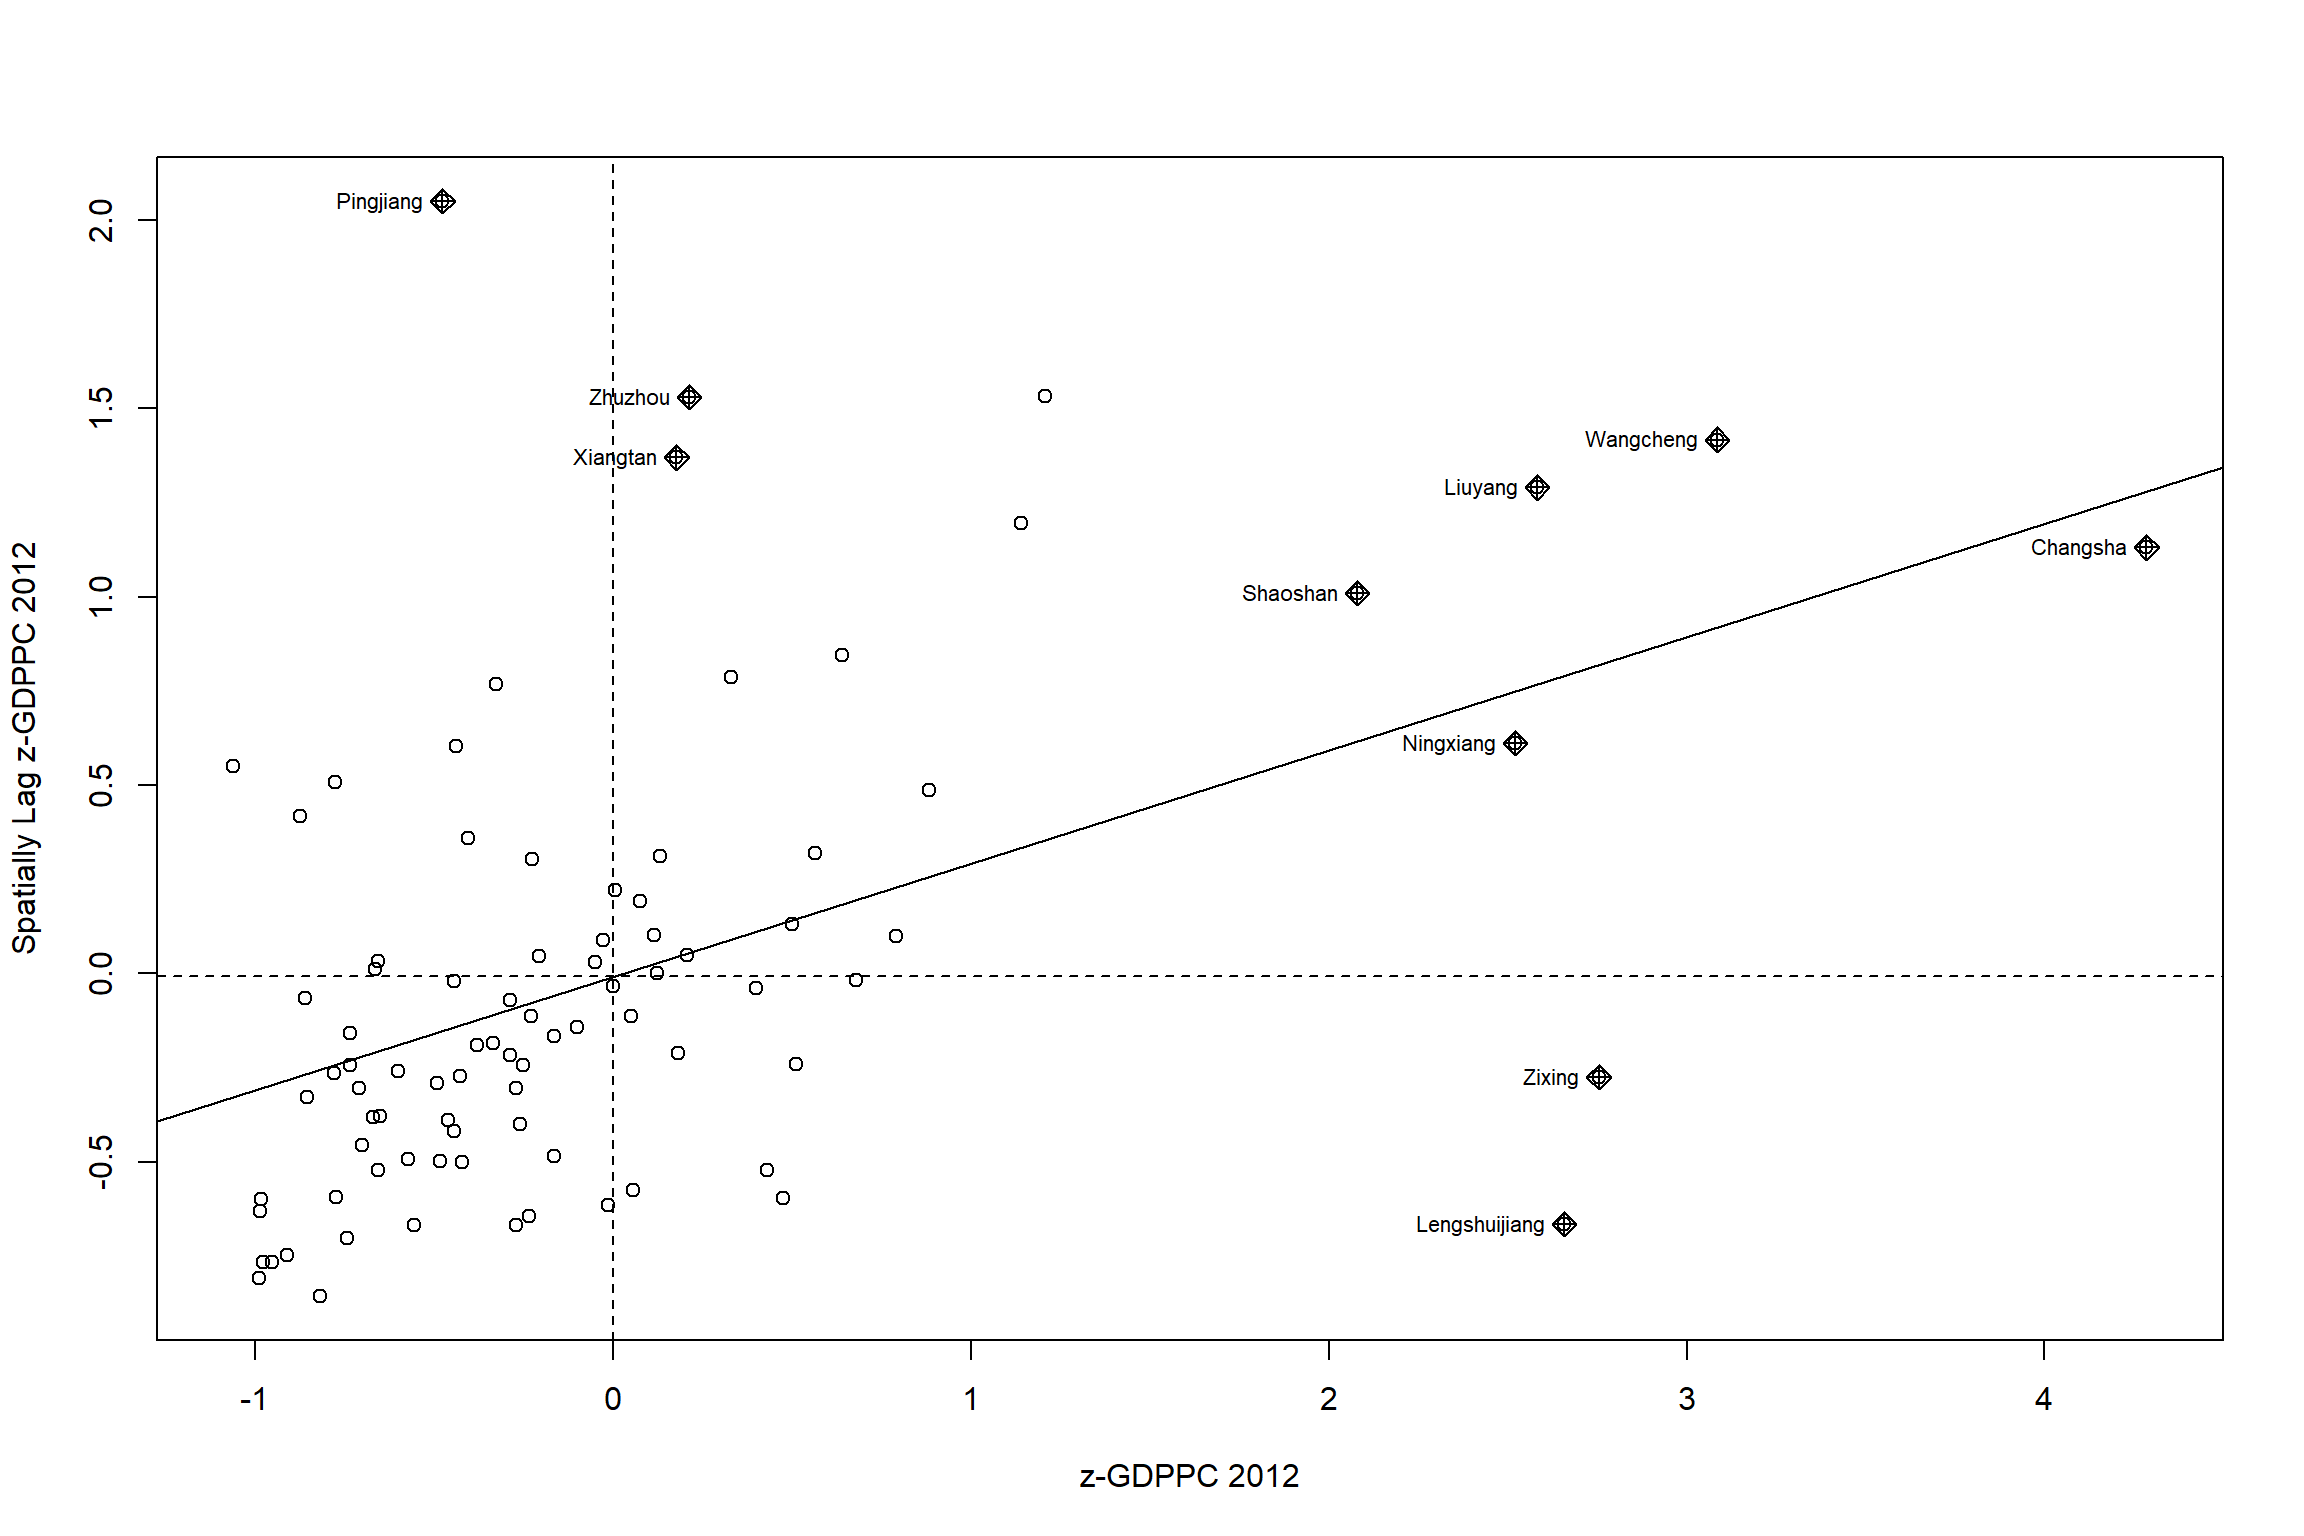 Pingjiang
Zhuzhou
Xiangtan
Wangcheng
Liuyang
Changsha
Shaoshan
Ningxiang
Zixing
Lengshuijiang
2.0
1.5
1.0
0.5
0.0
-0.5
Spatially Lag z-GDPPC 2012
-1 0 1 2 3 4
z-GDPPC 2012